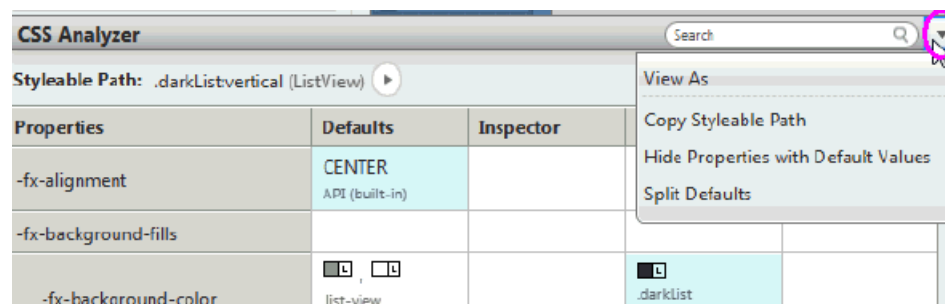 CSS Analyzer
Search
Styleable Path: .darkList:vertical (ListView)
View As
Copy Styleable Path
Hide Properties with Default Values
Split Defaults
Properties Defaults Inspector
-fx-alignment
CENTER
API (built-in)
-fx-background-fills
-fx-background-color
L , L
.list-view
L
.darkList